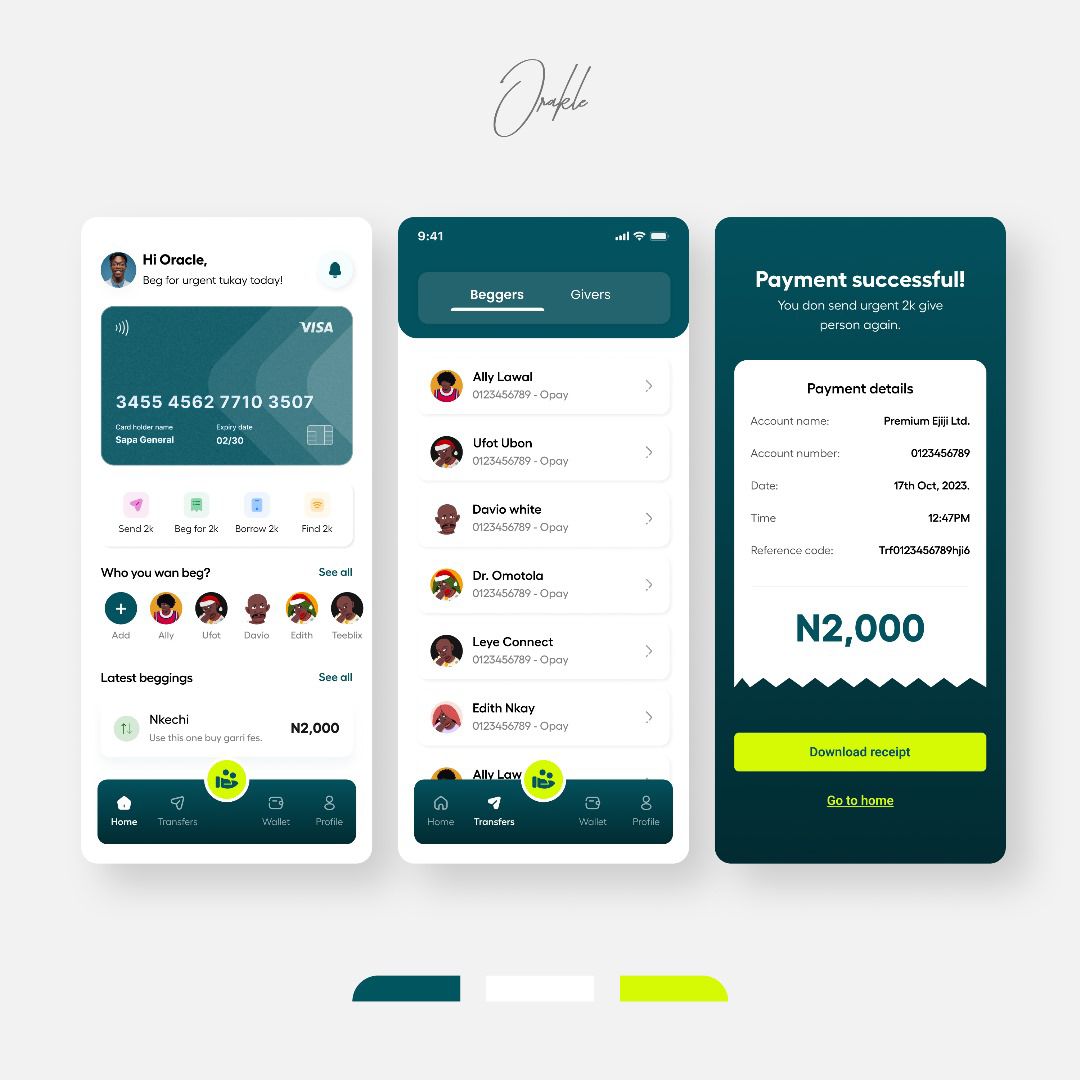 Orakle
Hi Oracle,
Beg for urgent tukay today!
VISA
3455 4562 7710 3507
Card holder name
Expiry date
Sapa General
02/30
Send 2k
Beg for 2k
Borrow 2k
Find 2k
Who you wan beg?
See all
Add
Ally
Ufot
Davio
Edith
Teeblix
Latest beggings
See all
Nkechi
Use this one buy garri fes.
N2,000
Home
Transfers
Wallet
Profile
9:41
Beggers
Givers
Ally Lawal
0123456789 - Opay
Ufot Ubon
0123456789 - Opay
Davio white
0123456789 - Opay
Dr. Omotola
0123456789 - Opay
Leye Connect
0123456789 - Opay
Edith Nkay
0123456789 - Opay
Ally Law
Home
Transfers
Wallet
Profile
Payment successful!
You don send urgent 2k give
person again.
Payment details
Account name: Premium Ejiji Ltd.
Account number: 0123456789
Date: 17th Oct, 2023.
Time 12:47PM
Reference code: Trf0123456789hji6
N2,000
Download receipt
Go to home